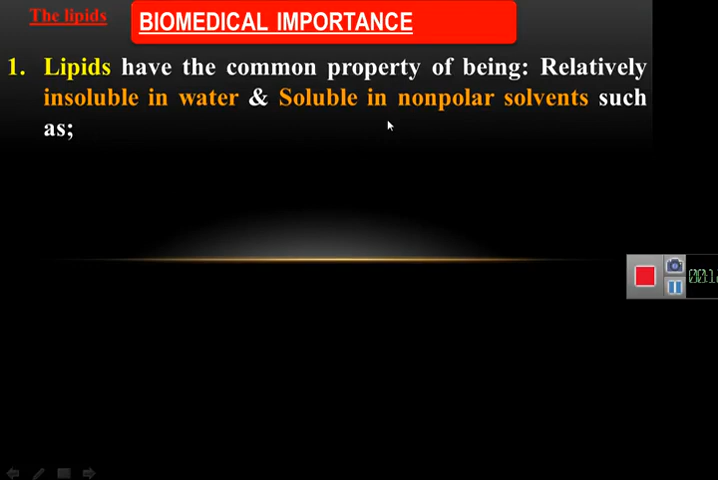 The lipids
BIOMEDICAL IMPORTANCE
1. Lipids have the common property of being: Relatively
insoluble in water & Soluble in nonpolar solvents such
as;